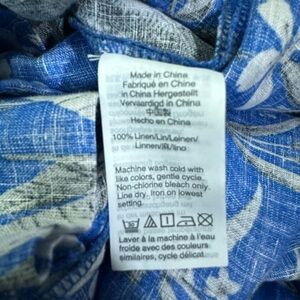 Made in China
Fabriqué en Chine
in China Hergestellt
Vervaardigd in China
中国製
Hecho en China
100% Linen/Lin/Leinen/
Linnen/麻/lino
Machine wash cold with
like colors, gentle cycle.
Non-chlorine bleach only.
Line dry. Iron on lowest
setting.
Laver à la machine à l'eau
froide avec des couleurs
similaires, cycle délicat.